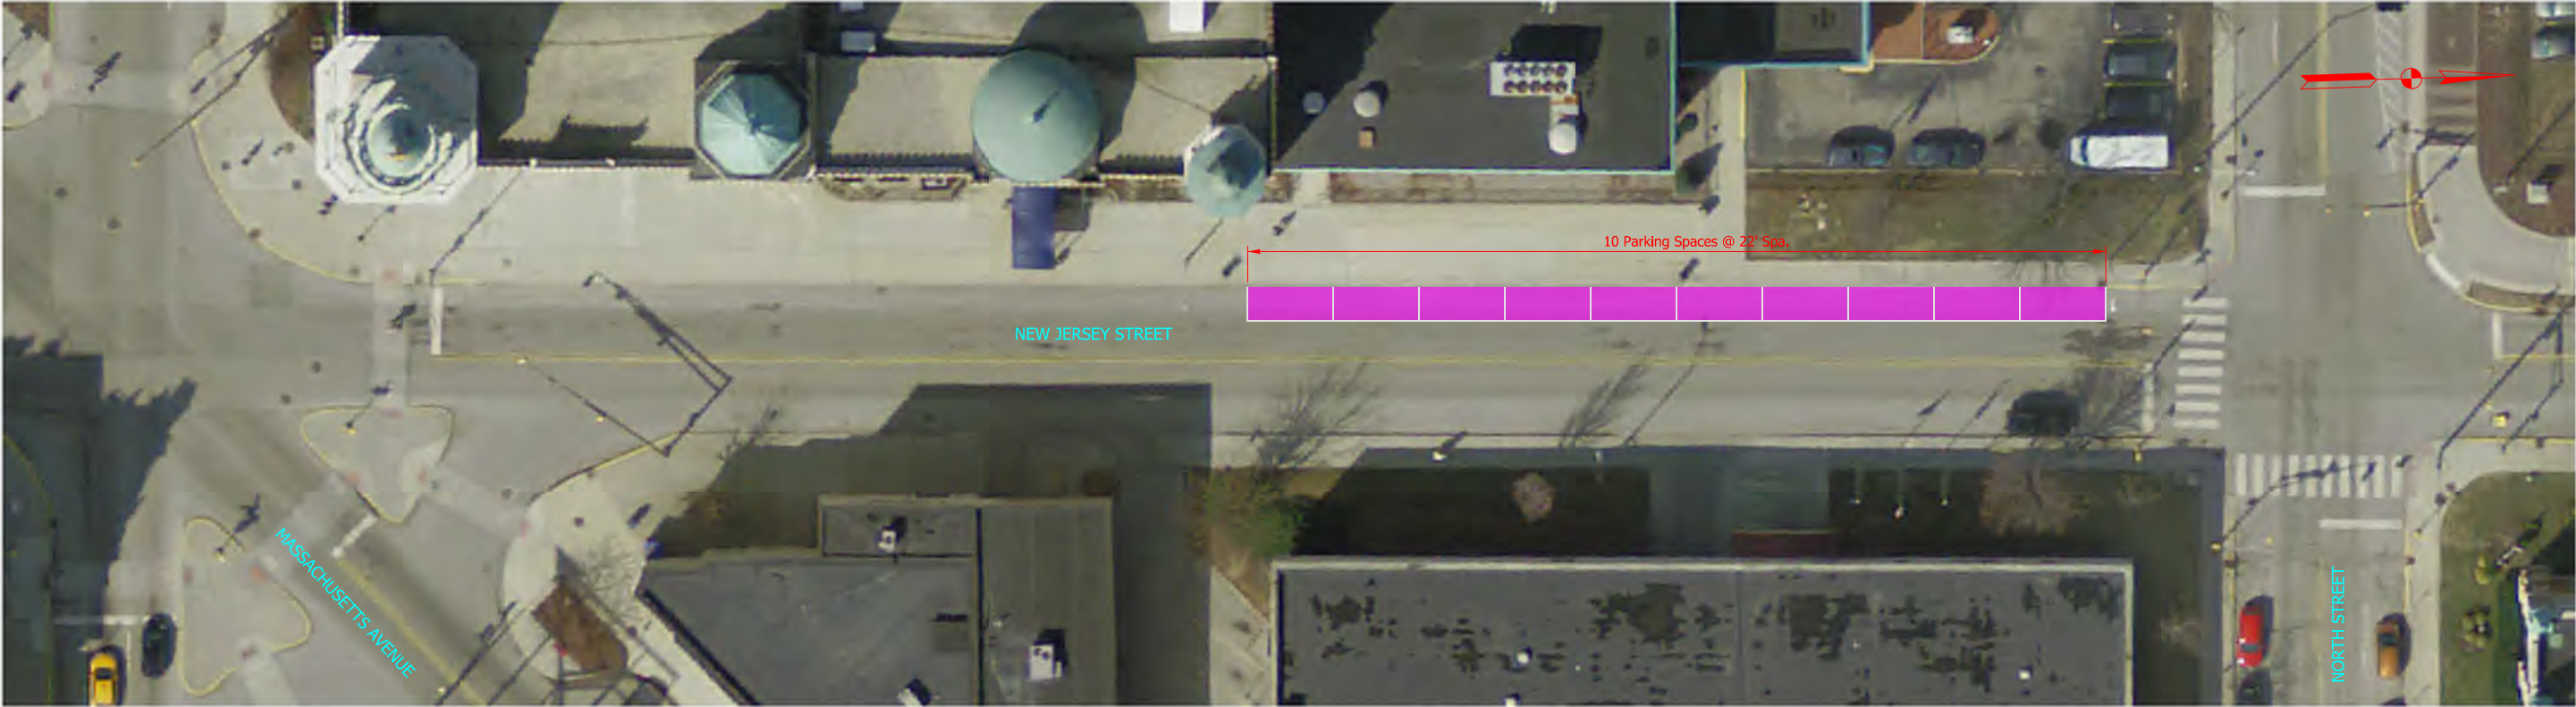 10 Parking Spaces @ 22' Spa.
NEW JERSEY STREET
MASSACHUSETTS AVENUE
NORTH STREET